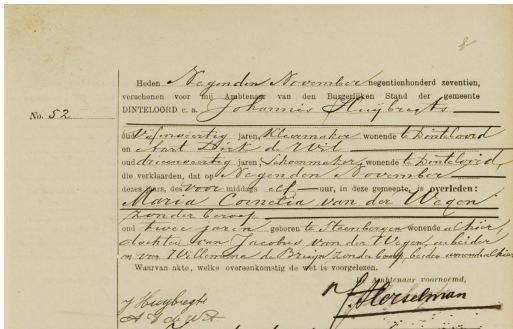 Heden Negenden November negentienhonderd zeventien,
verschenen voor mij Ambtenaar van den Burgerlijken Stand der gemeente
DINTELOORD c. a. Johannis Huijbregts
No. 52
oud Vijfenveertig jaren, Kleermaker wonende te Dinteloord
en Aart Dirk de Wit
oud drieenveertig jaren, Schoenmaker, wonende te Dinteloord,
die verklaarden, dat op Negenden November
dezes jaars, des voor middags elf uur, in deze gemeente, is overleden:
Maria Cornelia van der Wegen
zonder beroep
oud twee jaren geboren te Steenbergen wonende alhier,
dochter van Jacobus van der Wegen, arbeider
en van Willemina de Bruijn zonder beroep, beiden wonende alhier
Waarvan akte, welke overeenkomstig de wet is voorgelezen.
De Ambtenaar voornoemd,
J Huybregts
A D de Wit